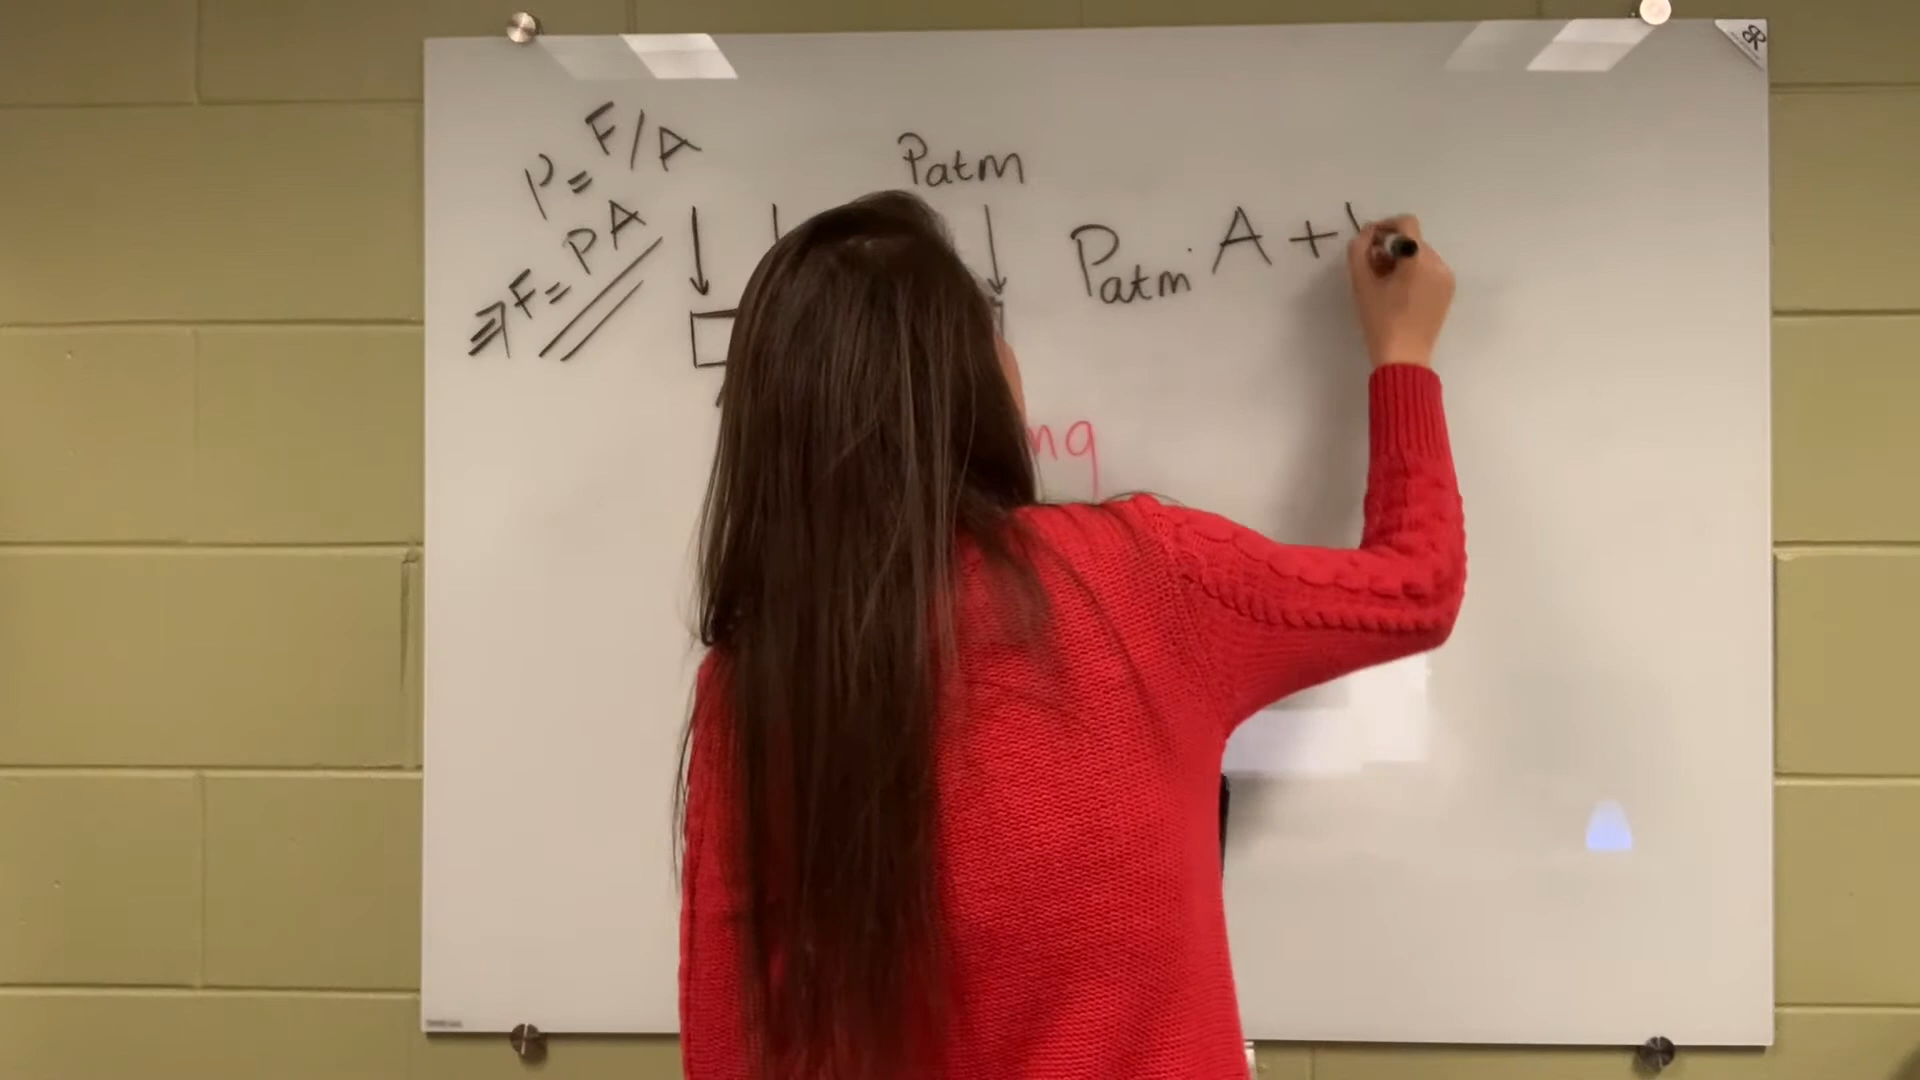 P = F/A
⇒ F = PA
Patm
Patm · A +
mg